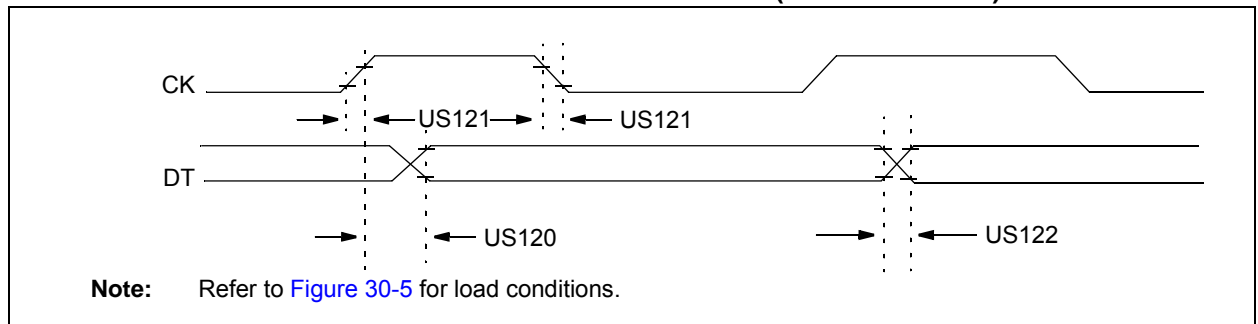 CK
US121 US121
DT
US120 US122
Note: Refer to Figure 30-5 for load conditions.